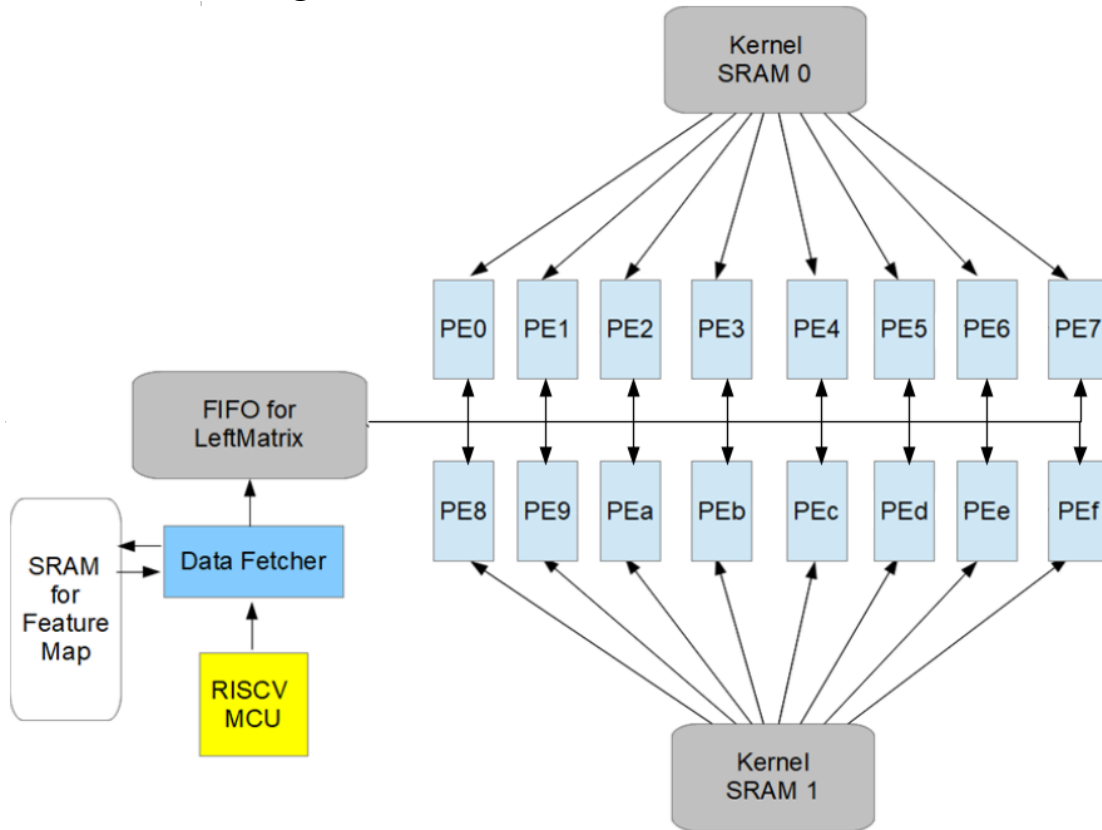 Kernel
SRAM 0
PE0
PE1
PE2
PE3
PE4
PE5
PE6
PE7
FIFO for
LeftMatrix
PE8
PE9
PEa
PEb
PEc
PEd
PEe
PEf
Data Fetcher
SRAM
for
Feature
Map
RISCV
MCU
Kernel
SRAM 1